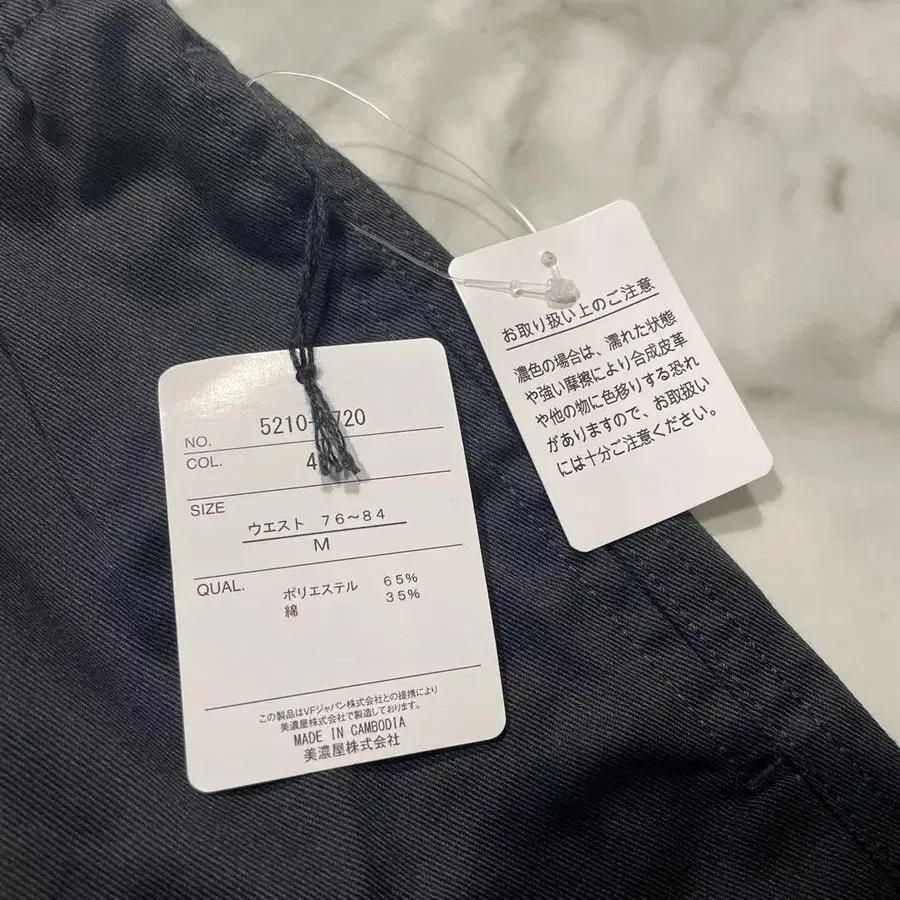 NO. 5210- 720
COL. 4
SIZE
ウエスト 76～84
M
QUAL. ポリエステル 65%
綿 35%
この製品はVFジャパン株式会社との提携により
美濃屋株式会社で製造しております。
MADE IN CAMBODIA
美濃屋株式会社
お取り扱い上のご注意
濃色の場合は、濡れた状態
や強い摩擦により合成皮革
や他の物に色移りする恐れ
がありますので、お取扱い
には十分ご注意ください。